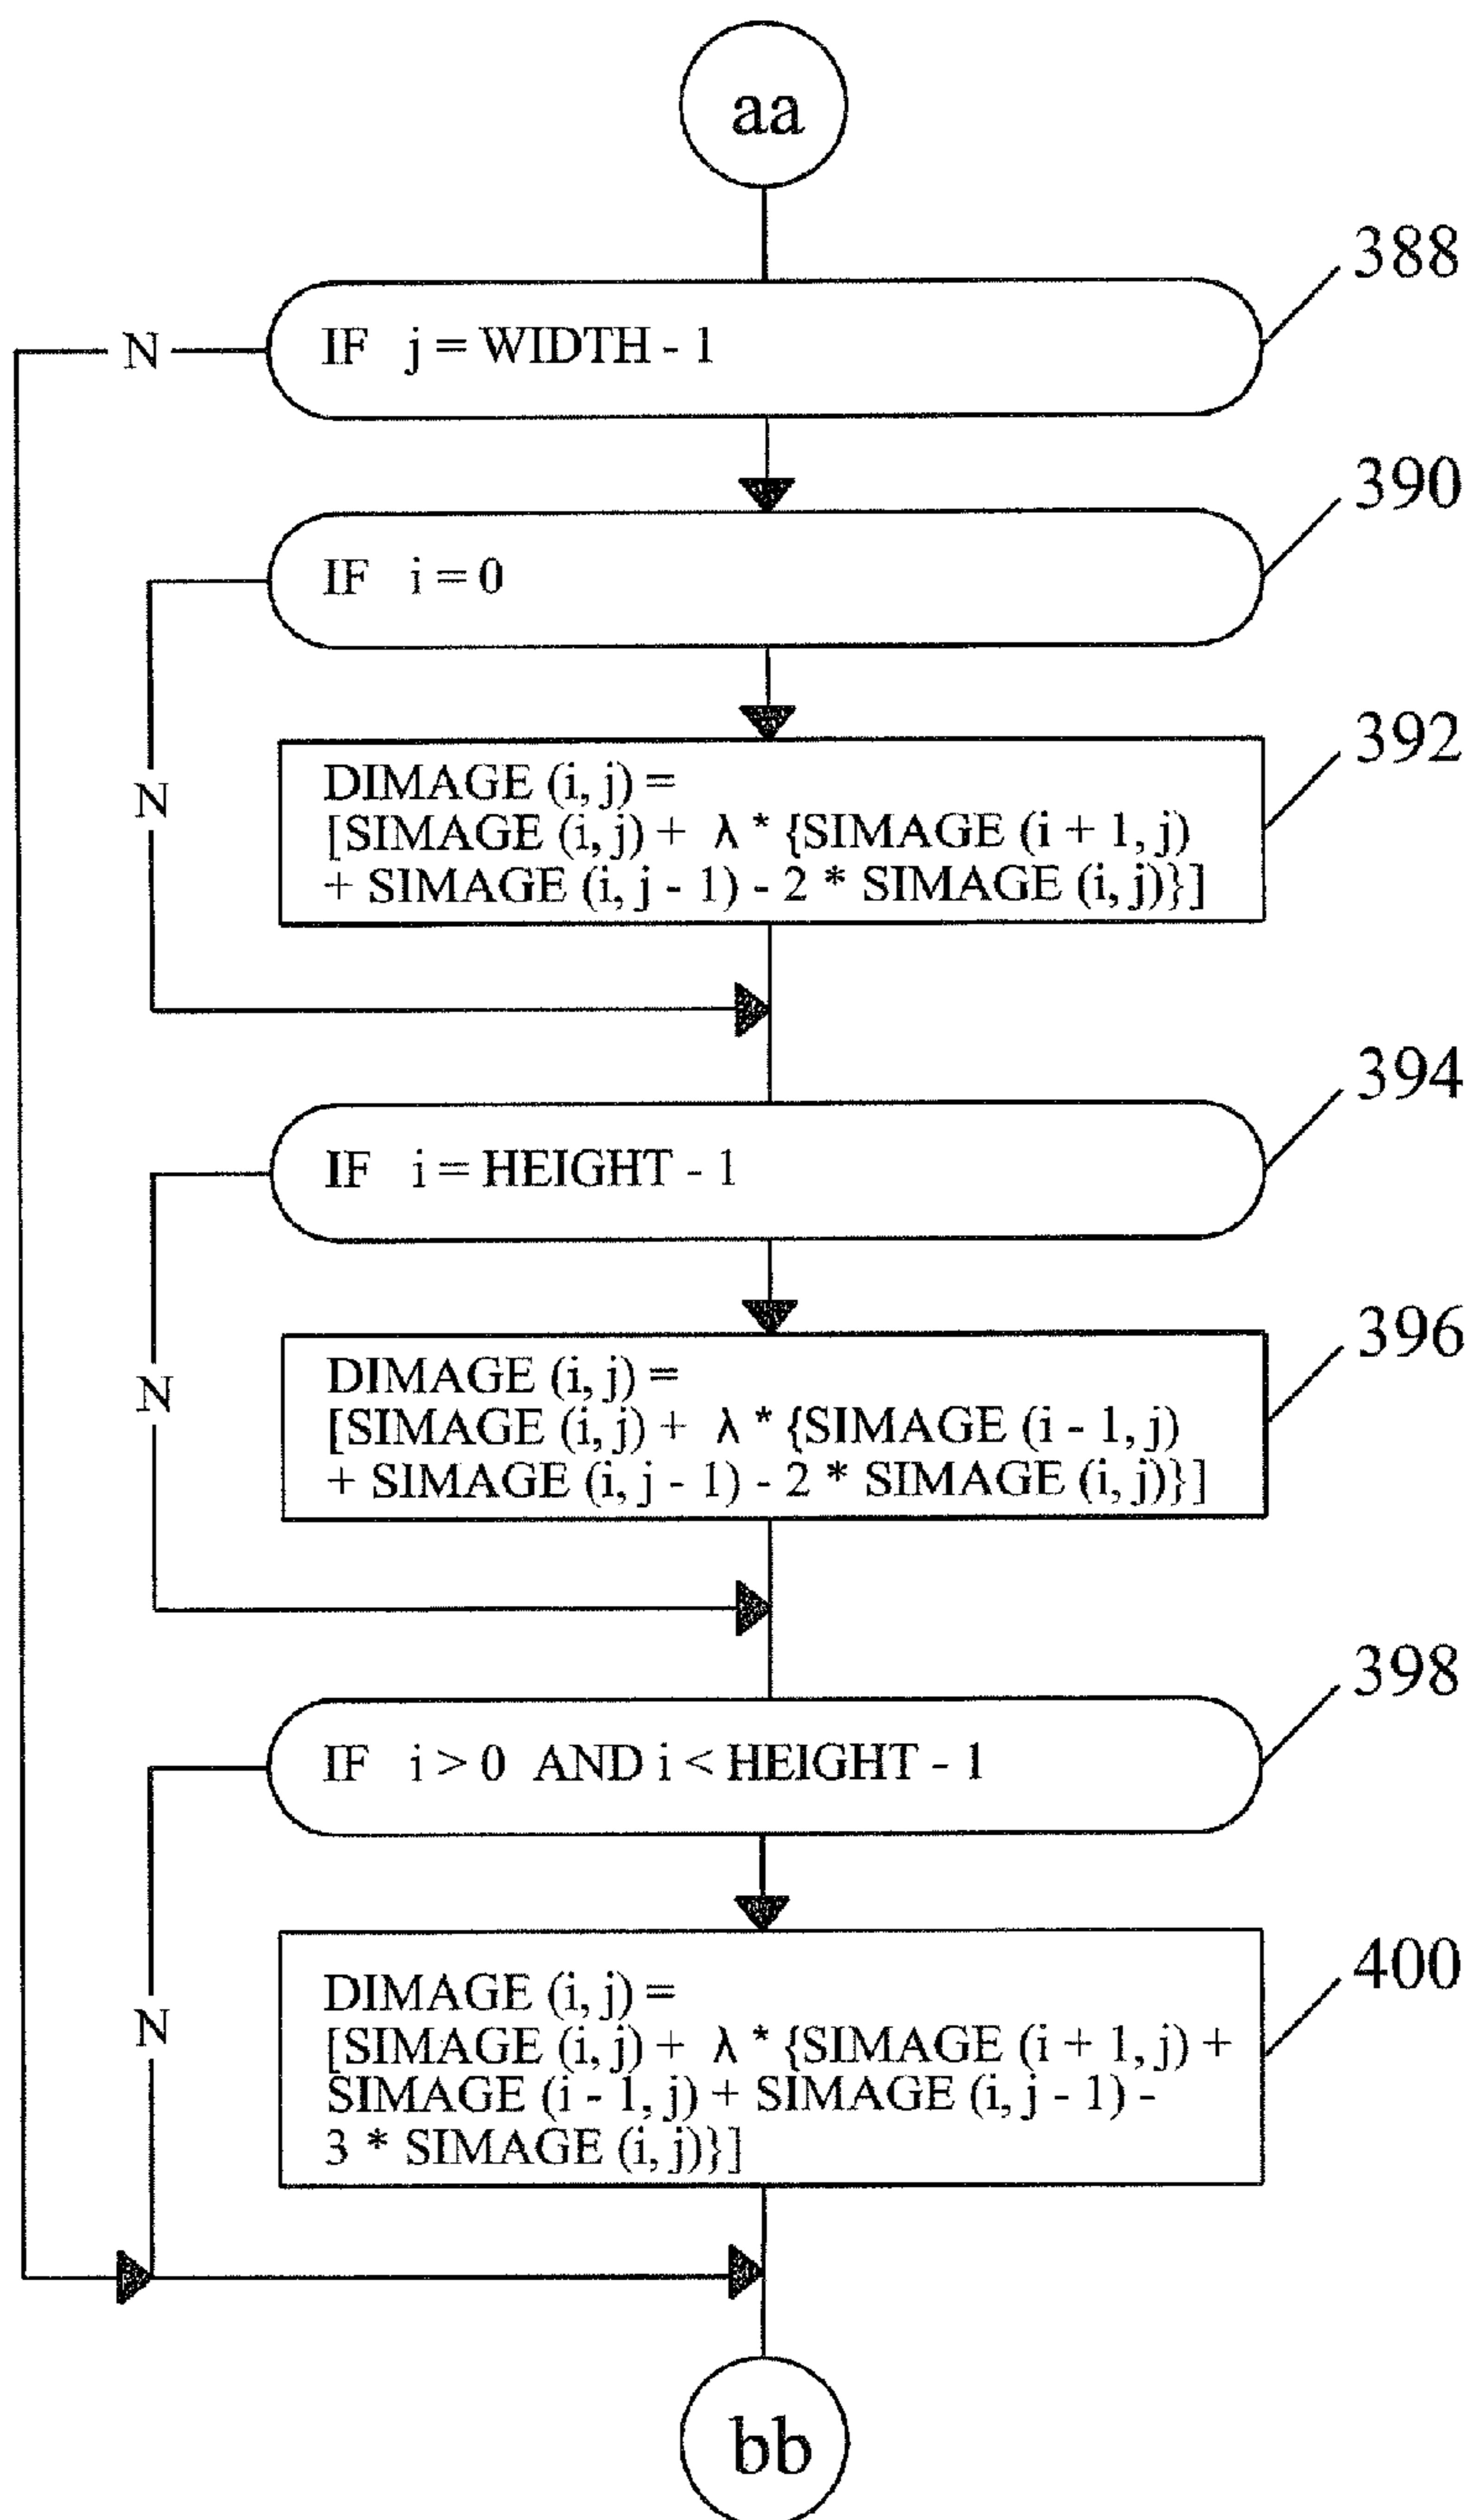 aa
388
N
IF j = WIDTH - 1
390
IF i = 0
392
DIMAGE (i, j) =
[SIMAGE (i, j) + λ * {SIMAGE (i + 1, j)
+ SIMAGE (i, j - 1) - 2 * SIMAGE (i, j)}]
N
394
IF i = HEIGHT - 1
396
DIMAGE (i, j) =
[SIMAGE (i, j) + λ * {SIMAGE (i - 1, j)
+ SIMAGE (i, j - 1) - 2 * SIMAGE (i, j)}]
N
398
IF i > 0 AND i < HEIGHT - 1
400
DIMAGE (i, j) =
[SIMAGE (i, j) + λ * {SIMAGE (i + 1, j) +
SIMAGE (i - 1, j) + SIMAGE (i, j - 1) -
3 * SIMAGE (i, j)}]
N
bb